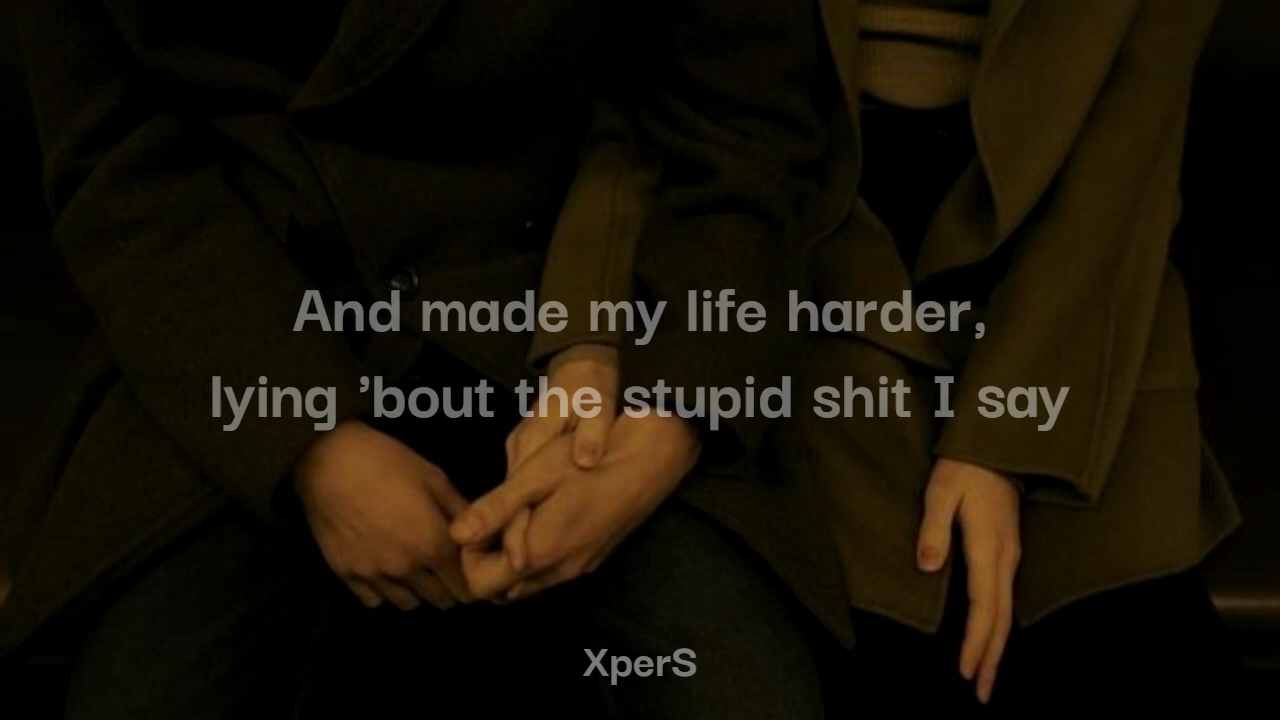 And made my life harder,
lying ’bout the stupid shit I say
XperS